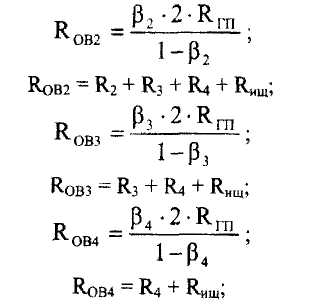 R_ОВ2 = β_2 · 2 · R_ГП / 1 − β_2 ;
R_ОВ2 = R_2 + R_3 + R_4 + R_ищ;
R_ОВ3 = β_3 · 2 · R_ГП / 1 − β_3 ;
R_ОВ3 = R_3 + R_4 + R_ищ;
R_ОВ4 = β_4 · 2 · R_ГП / 1 − β_4 ;
R_ОВ4 = R_4 + R_ищ;